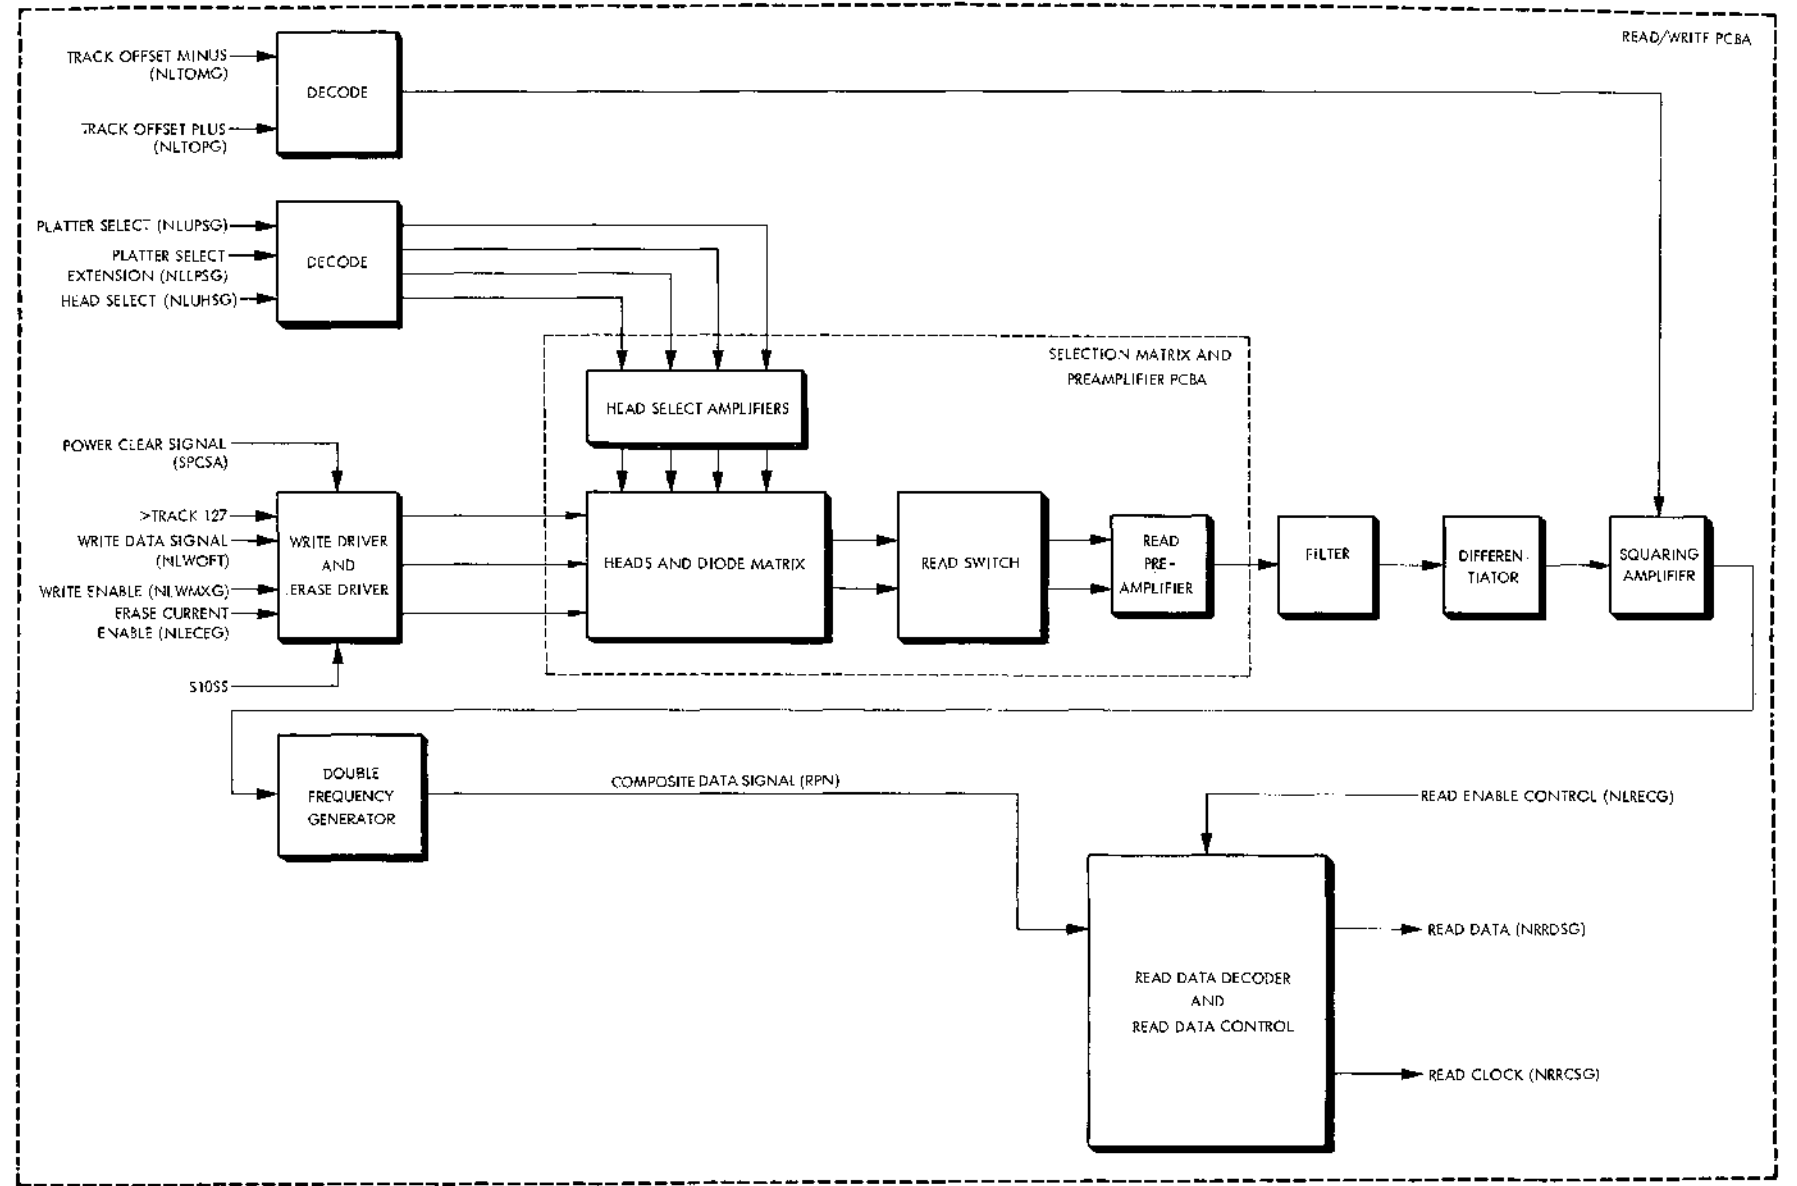 READ/WRITE PCBA
TRACK OFFSET MINUS
(NLTOMG)
DECODE
TRACK OFFSET PLUS
(NLTOPG)
PLATTER SELECT (NLUPSG)
PLATTER SELECT
EXTENSION (NLLPSG)
HEAD SELECT (NLUHSG)
DECODE
SELECTION MATRIX AND
PREAMPLIFIER PCBA
HEAD SELECT AMPLIFIERS
POWER CLEAR SIGNAL
(SPCSA)
>TRACK 127
WRITE DATA SIGNAL
(NLWOFT)
WRITE ENABLE (NLWMXG)
ERASE CURRENT
ENABLE (NLECEG)
S10SS
WRITE DRIVER
AND
ERASE DRIVER
HEADS AND DIODE MATRIX
READ SWITCH
READ
PRE-
AMPLIFIER
FILTER
DIFFEREN-
TIATOR
SQUARING
AMPLIFIER
DOUBLE
FREQUENCY
GENERATOR
COMPOSITE DATA SIGNAL (RPN)
READ ENABLE CONTROL (NLRECG)
READ DATA DECODER
AND
READ DATA CONTROL
READ DATA (NRRDSG)
READ CLOCK (NRRCSG)